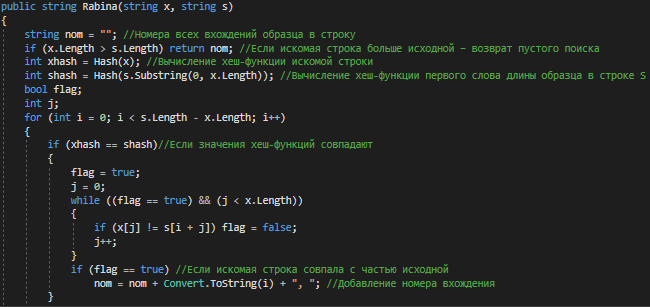 public string Rabina(string x, string s)
{
string nom = ""; //Номера всех вхождений образца в строку
if (x.Length > s.Length) return nom; //Если искомая строка больше исходной – возврат пустого поиска
int xhash = Hash(x); //Вычисление хеш-функции искомой строки
int shash = Hash(s.Substring(0, x.Length)); //Вычисление хеш-функции первого слова длины образца в строке S
bool flag;
int j;
for (int i = 0; i < s.Length - x.Length; i++)
{
if (xhash == shash)//Если значения хеш-функций совпадают
{
flag = true;
j = 0;
while ((flag == true) && (j < x.Length))
{
if (x[j] != s[i + j]) flag = false;
j++;
}
if (flag == true) //Если искомая строка совпала с частью исходной
nom = nom + Convert.ToString(i) + ", "; //Добавление номера вхождения
}